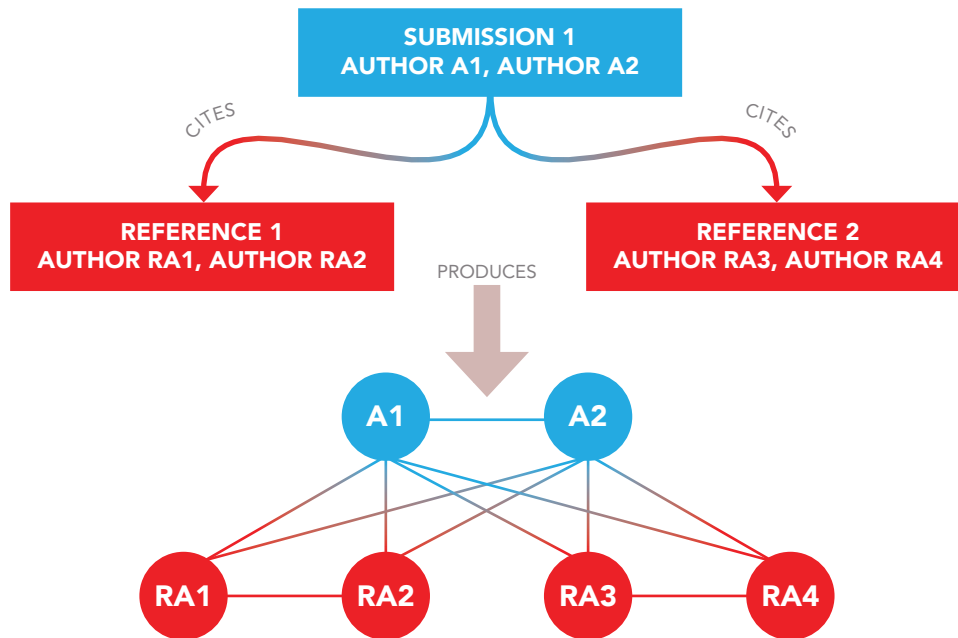 SUBMISSION 1
AUTHOR A1, AUTHOR A2
CITES
CITES
REFERENCE 1
AUTHOR RA1, AUTHOR RA2
REFERENCE 2
AUTHOR RA3, AUTHOR RA4
PRODUCES
A1
A2
RA1
RA2
RA3
RA4